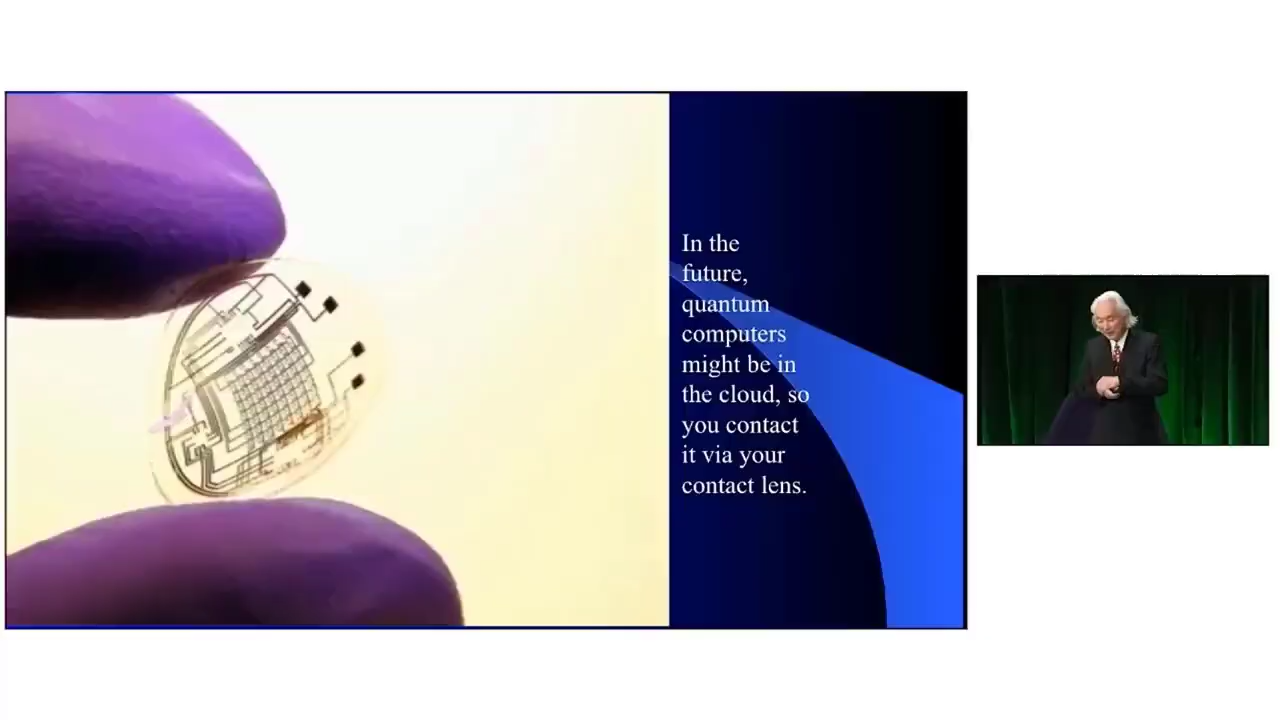 In the
future,
quantum
computers
might be in
the cloud, so
you contact
it via your
contact lens.